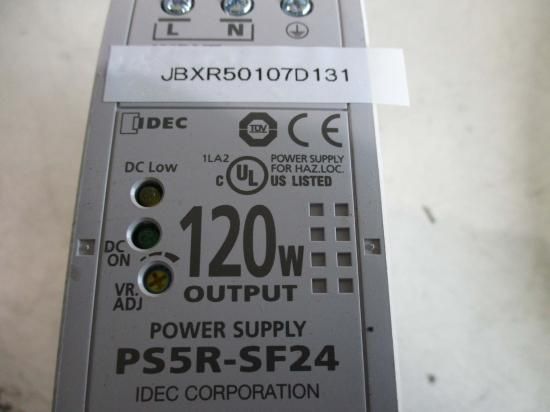 L N
JBXR50107D131
IDEC
TÜV CE
1LA2
C UL US LISTED
POWER SUPPLY
FOR HAZ.LOC.
DC Low
DC
ON
VR.
ADJ
120W
OUTPUT
POWER SUPPLY
PS5R-SF24
IDEC CORPORATION